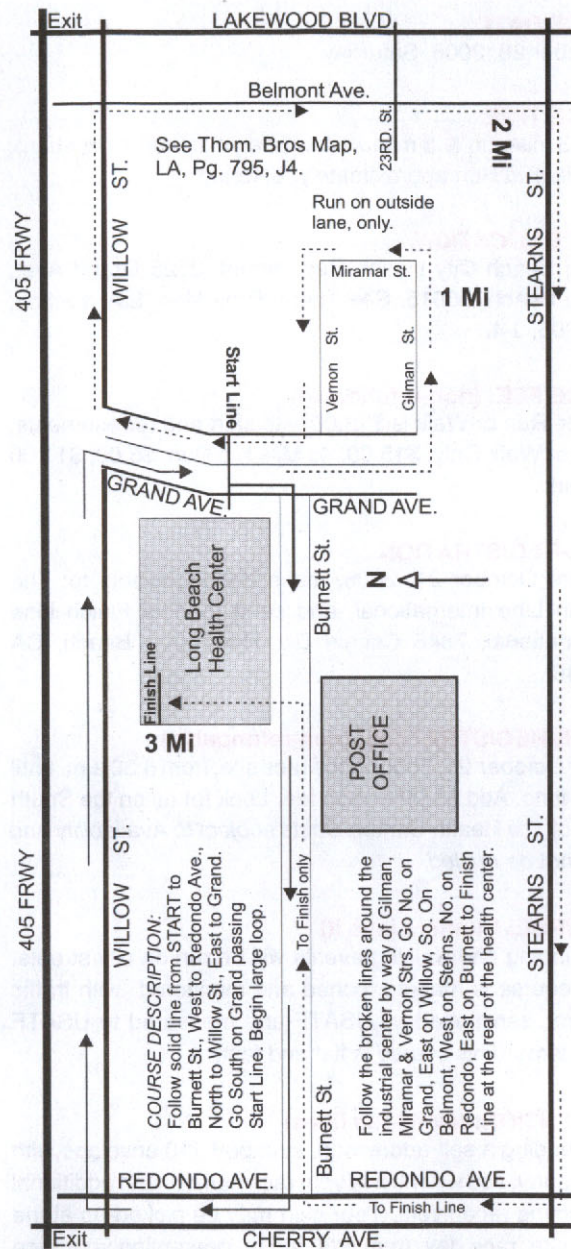 Exit
LAKEWOOD BLVD.
Belmont Ave.
See Thom. Bros Map,
LA, Pg. 795, J4.
23RD. St.
2 Mi
WILLOW ST.
405 FRWY
STEARNS ST.
Run on outside
lane, only.
Miramar St.
1 Mi
Vernon St.
Gilman St.
Start Line
GRAND AVE.
GRAND AVE.
Burnett St.
N
Long Beach
Health Center
Finish Line
3 Mi
POST
OFFICE
405 FRWY
WILLOW ST.
COURSE DESCRIPTION:
Follow solid line from START to
Burnett St., West to Redondo Ave.,
North to Willow St., East to Grand.
Go South on Grand passing
Start Line. Begin large loop.
To Finish only
Burnett St.
Follow the broken lines around the
industrial center by way of Gilman,
Miramar & Vernon Strs. Go No. on
Grand, East on Willow, So. On
Belmont, West on Stearns, No. on
Redondo, East on Burnett to Finish
Line at the rear of the health center.
STEARNS ST.
REDONDO AVE.
REDONDO AVE.
To Finish Line
Exit
CHERRY AVE.